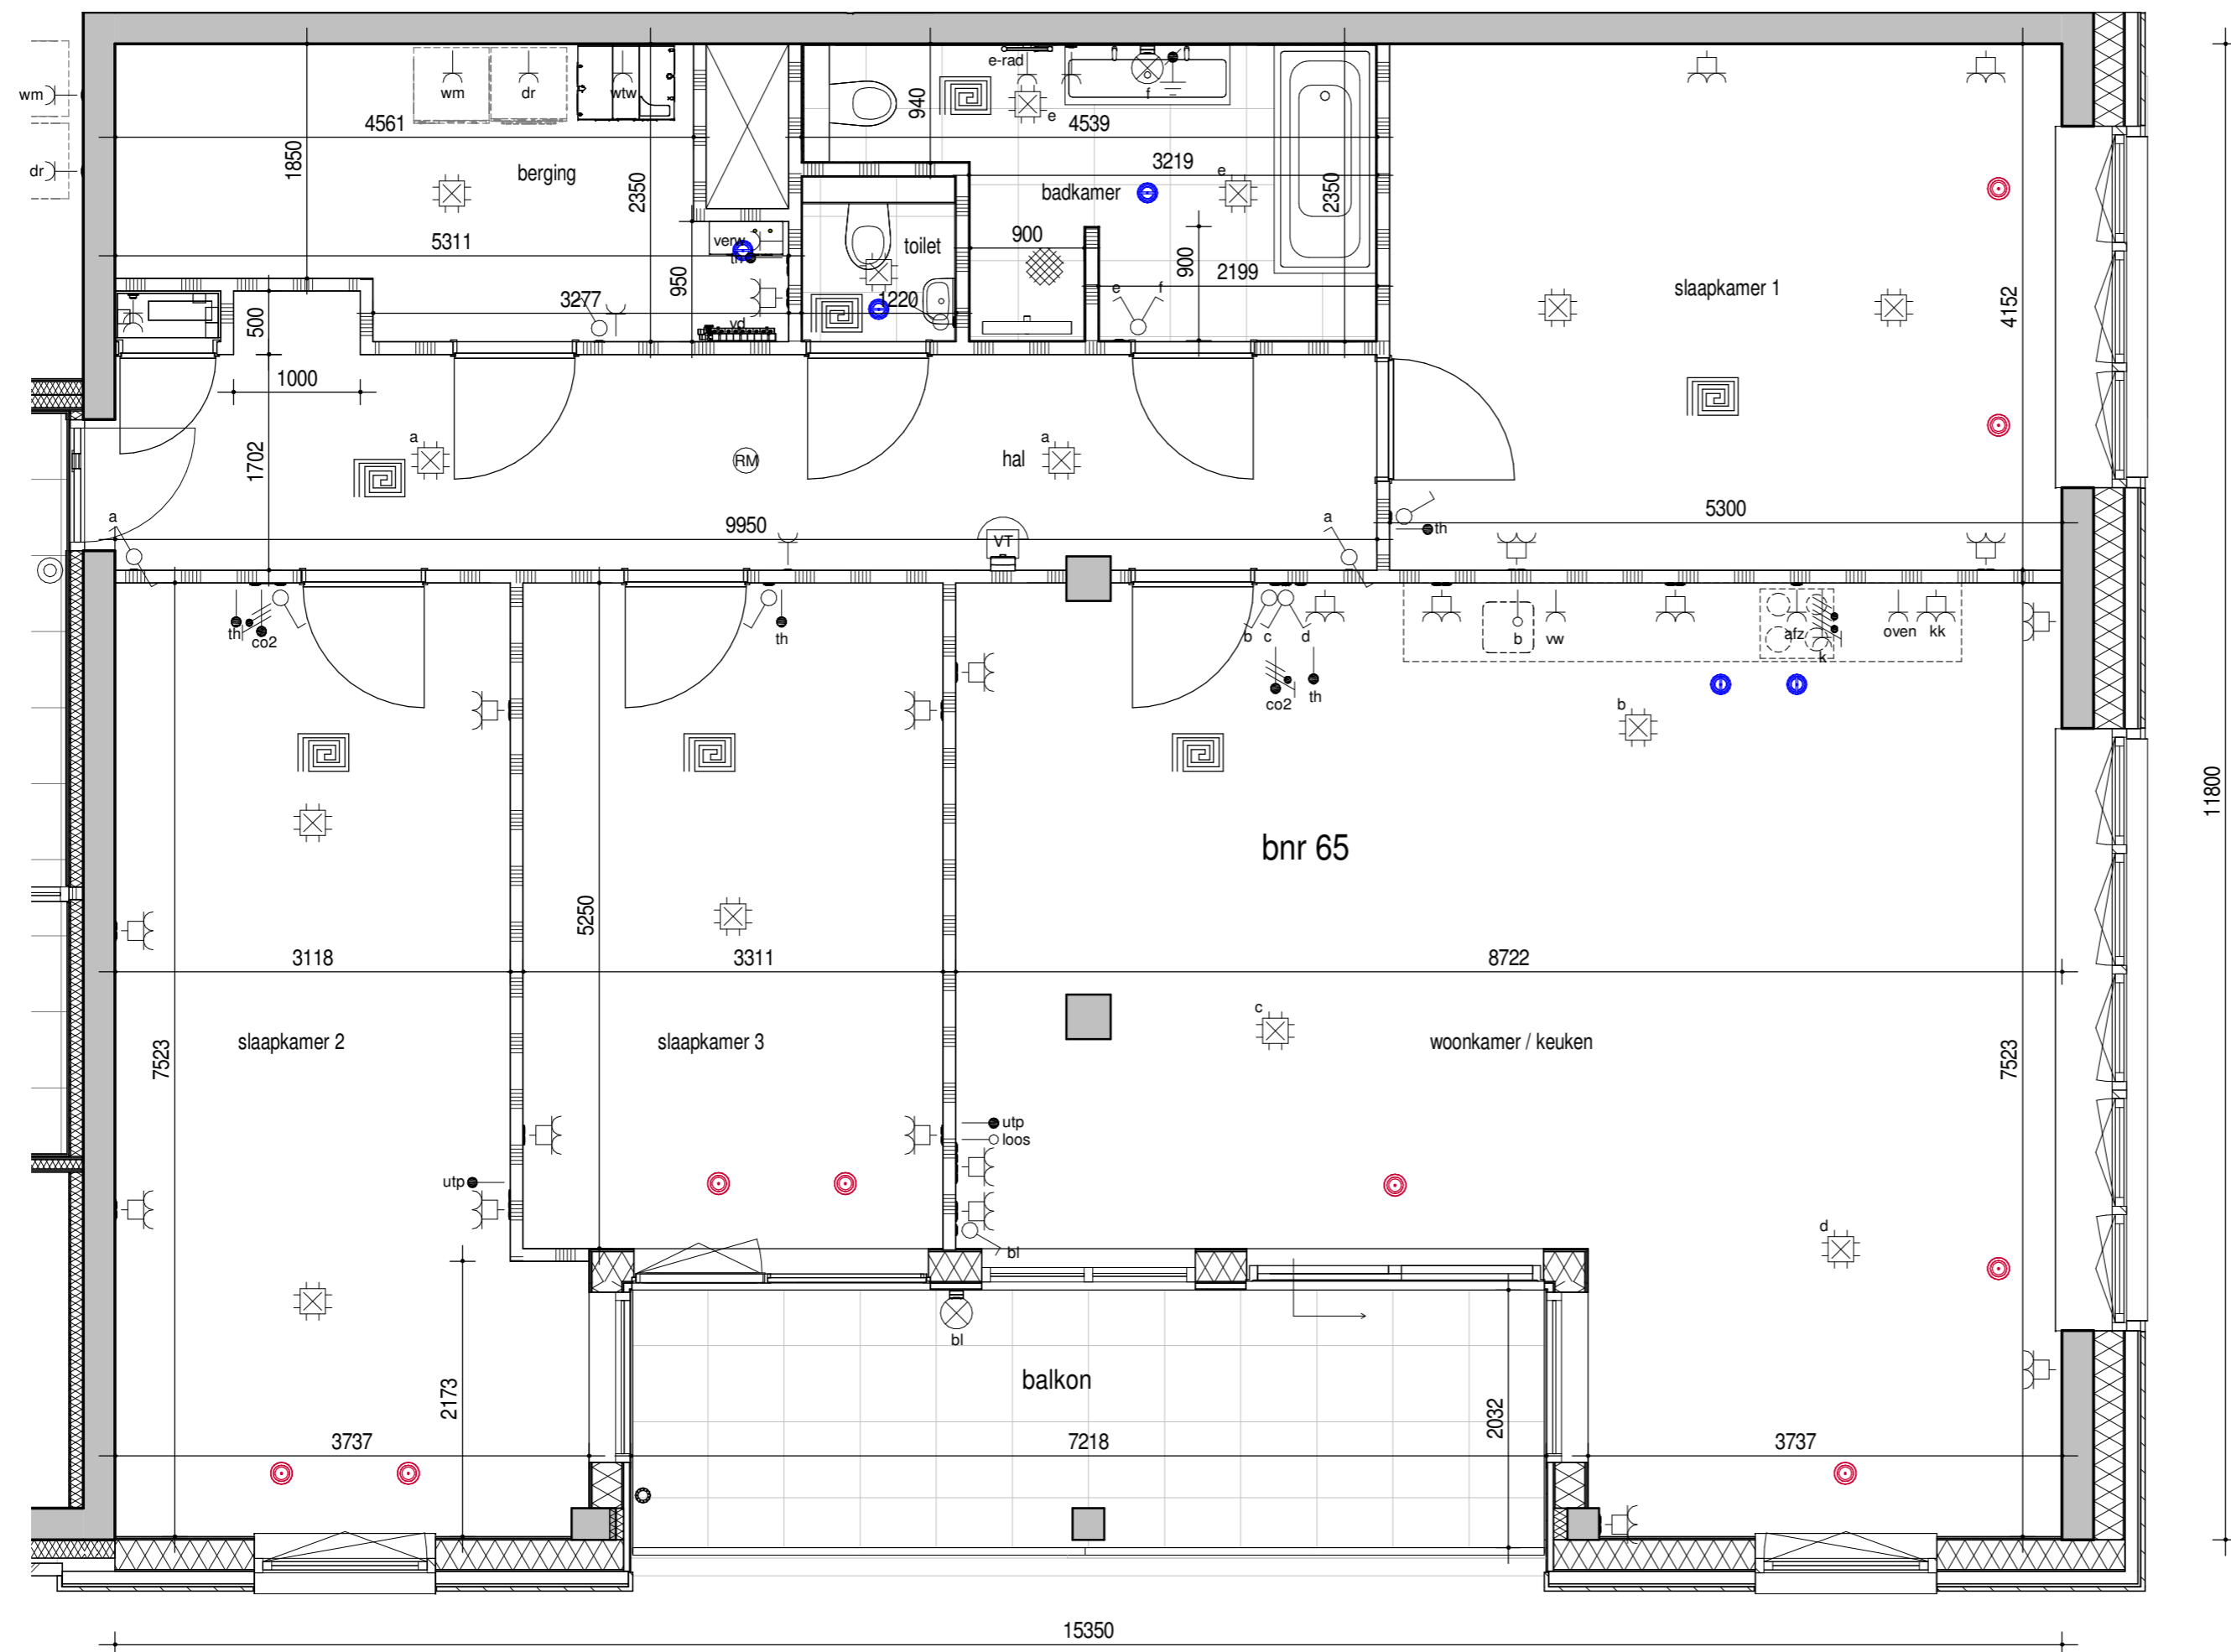 wm
dr
wm
dr
wtw
4561
1850
berging
2350
5311
3277
950
vd
500
1000
1702
e-rad
940
f
e
4539
3219
badkamer
e
2350
toilet
900
900
2199
1220
e
f
slaapkamer 1
4152
5300
th
a
a
RM
hal
a
a
9950
VT
th
co2
th
b
c
d
co2
th
b
vw
afz
k
oven
kk
b
bnr 65
11800
5250
3118
3311
8722
slaapkamer 2
slaapkamer 3
c
woonkamer / keuken
7523
7523
utp
loos
utp
d
bl
bl
balkon
2173
2032
3737
7218
3737
15350